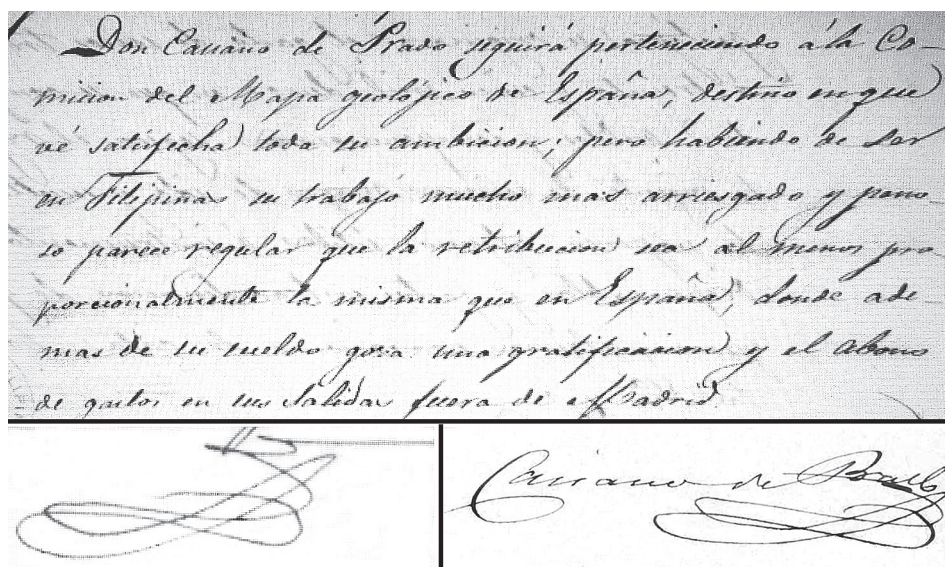 Don Casiano de Prado seguirá perteneciendo á la Co-
mision del Mapa geológico de España, destino en que
vé satisfecha toda su ambicion; pero habiendo de ser
en Filipinas su trabajo mucho mas arriesgado y peno-
so parece regular que la retribucion sea al menos pro-
porcionalmente la misma que en España, donde ade-
mas de su sueldo goza una gratificacion y el abono
de gastos en sus salidas fuera de Madrid
Casiano de Prado